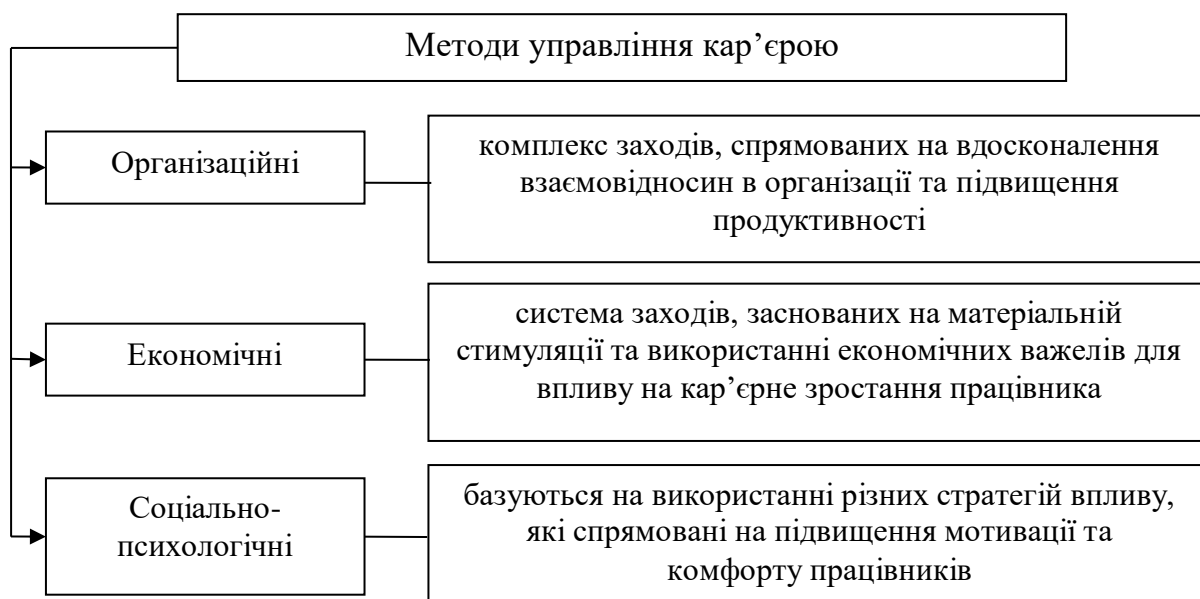 Методи управління кар’єрою
Організаційні
комплекс заходів, спрямованих на вдосконалення
взаємовідносин в організації та підвищення
продуктивності
Економічні
система заходів, заснованих на матеріальній
стимуляції та використанні економічних важелів для
впливу на кар’єрне зростання працівника
Соціально-
психологічні
базуються на використанні різних стратегій впливу,
які спрямовані на підвищення мотивації та
комфорту працівників